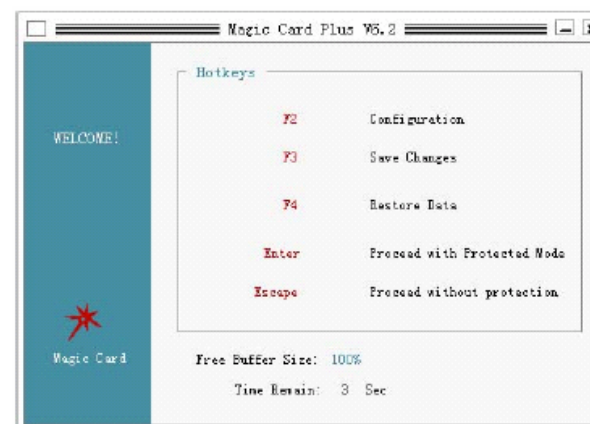 Magic Card Plus V6.2
Hotkeys
WELCOME!
F2 Configuration
F3 Save Changes
F4 Restore Data
Enter Proceed with Protected Mode
Escape Proceed without protection
Magic Card
Free Buffer Size: 100%
Time Remain: 3 Sec